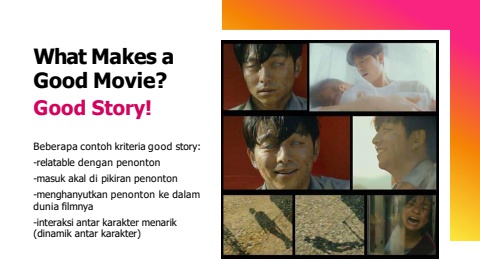 What Makes a
Good Movie?
Good Story!
Beberapa contoh kriteria good story:
-relatable dengan penonton
-masuk akal di pikiran penonton
-menghanyutkan penonton ke dalam
dunia filmnya
-interaksi antar karakter menarik
(dinamik antar karakter)